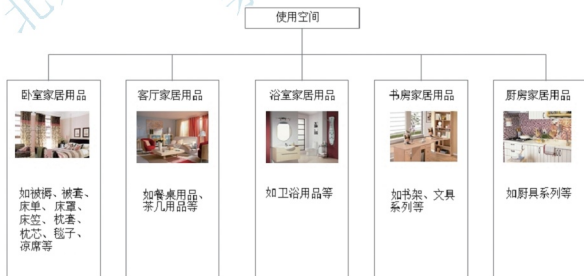 使用空间
卧室家居用品
客厅家居用品
浴室家居用品
书房家居用品
厨房家居用品
如被褥、被套、
床单、床罩、
床笠、枕套、
枕芯、毯子、
凉席等
如餐桌用品、
茶几用品等
如卫浴用品等
如书架、文具
系列等
如厨具系列等